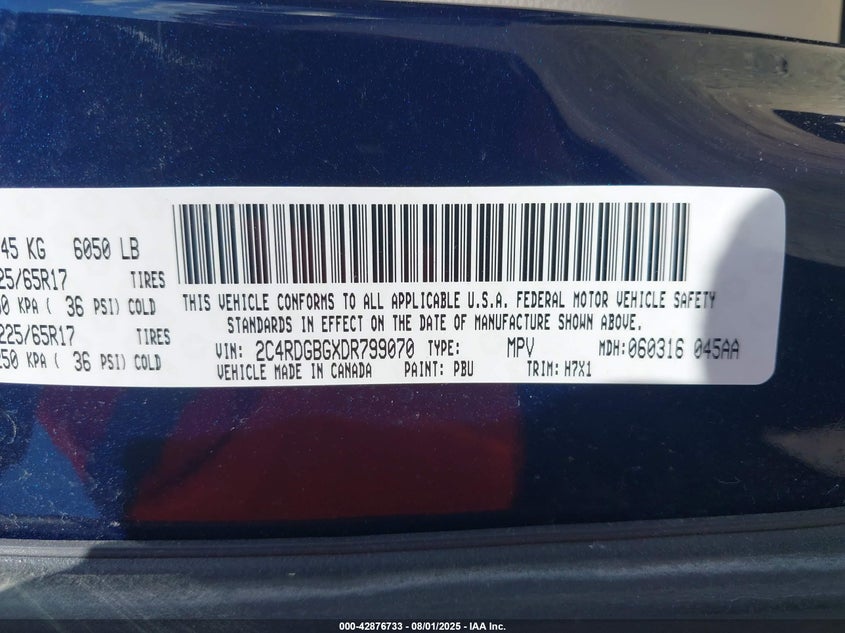 45 KG 6050 LB
25/65R17 TIRES
0 KPA ( 36 PSI) COLD
225/65R17 TIRES
250 KPA ( 36 PSI) COLD
THIS VEHICLE CONFORMS TO ALL APPLICABLE U.S.A. FEDERAL MOTOR VEHICLE SAFETY
STANDARDS IN EFFECT ON THE DATE OF MANUFACTURE SHOWN ABOVE.
VIN: 2C4RDGBGXDR799070 TYPE: MPV MDH: 060316 045AA
VEHICLE MADE IN CANADA PAINT: PBU TRIM: H7X1
000-42876733 - 08/01/2025 - IAA Inc.